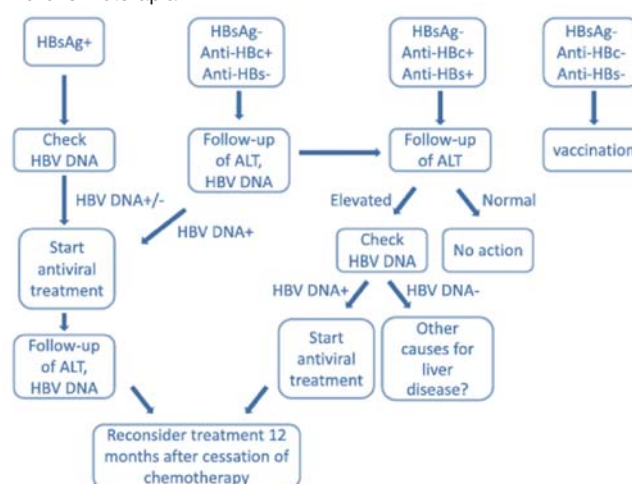 HBsAg+
HBsAg-
Anti-HBc+
Anti-HBs-
HBsAg-
Anti-HBc+
Anti-HBs+
HBsAg-
Anti-HBc-
Anti-HBs-
Check
HBV DNA
Follow-up
of ALT,
HBV DNA
Follow-up
of ALT
vaccination
HBV DNA+/-
HBV DNA+
Elevated
Normal
Start
antiviral
treatment
Check
HBV DNA
No action
HBV DNA+
HBV DNA-
Follow-up
of ALT,
HBV DNA
Start
antiviral
treatment
Other
causes for
liver
disease?
Reconsider treatment 12
months after cessation of
chemotherapy